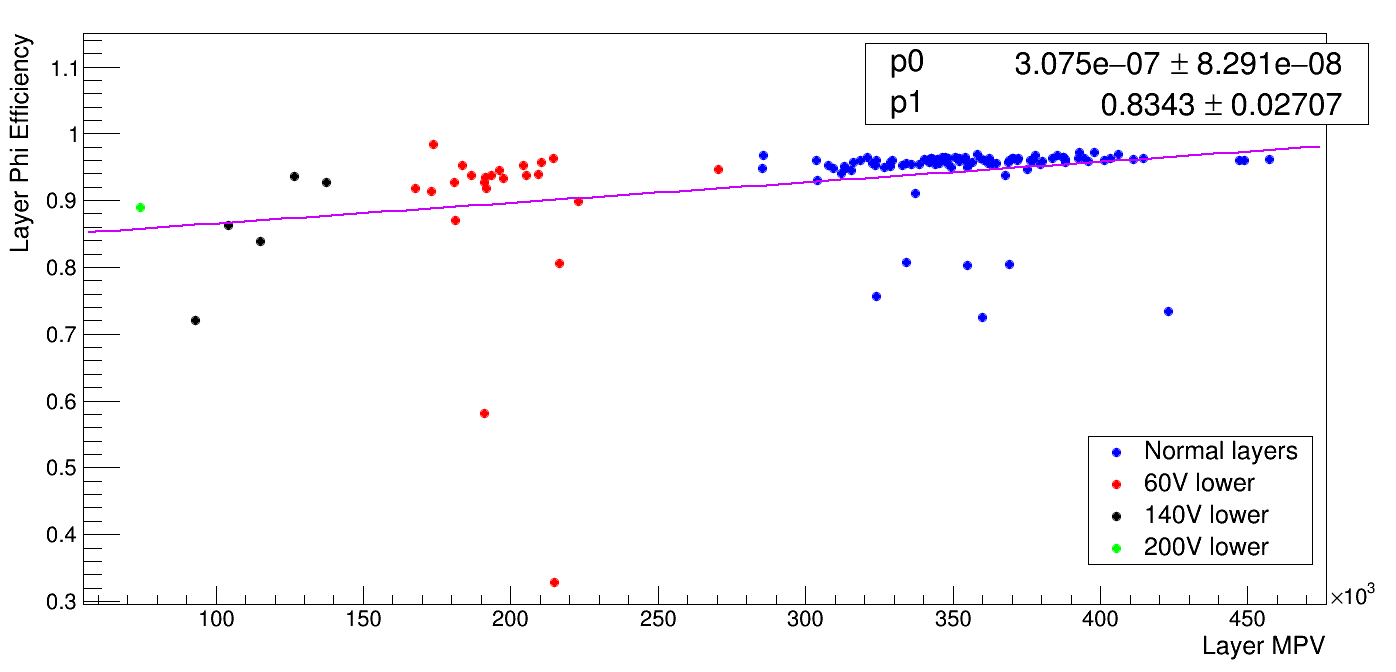 Layer Phi Efficiency
1.1
1
0.9
0.8
0.7
0.6
0.5
0.4
0.3
p0 3.075e−07 ± 8.291e−08
p1 0.8343 ± 0.02707
Normal layers
60V lower
140V lower
200V lower
100 150 200 250 300 350 400 450 ×10³
Layer MPV